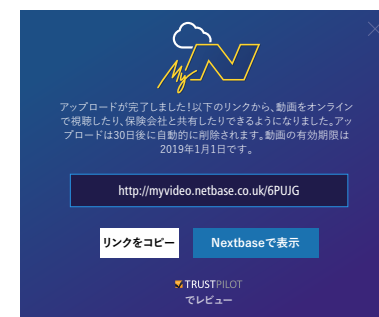 My N
アップロードが完了しました!以下のリンクから、動画をオンライン
で視聴したり、保険会社と共有したりできるようになりました。アッ
プロードは30日後に自動的に削除されます。動画の有効期限は
2019年1月1日です。
http://myvideo.netbase.co.uk/6PUJG
リンクをコピー
Nextbaseで表示
TRUSTPILOT
でレビュー